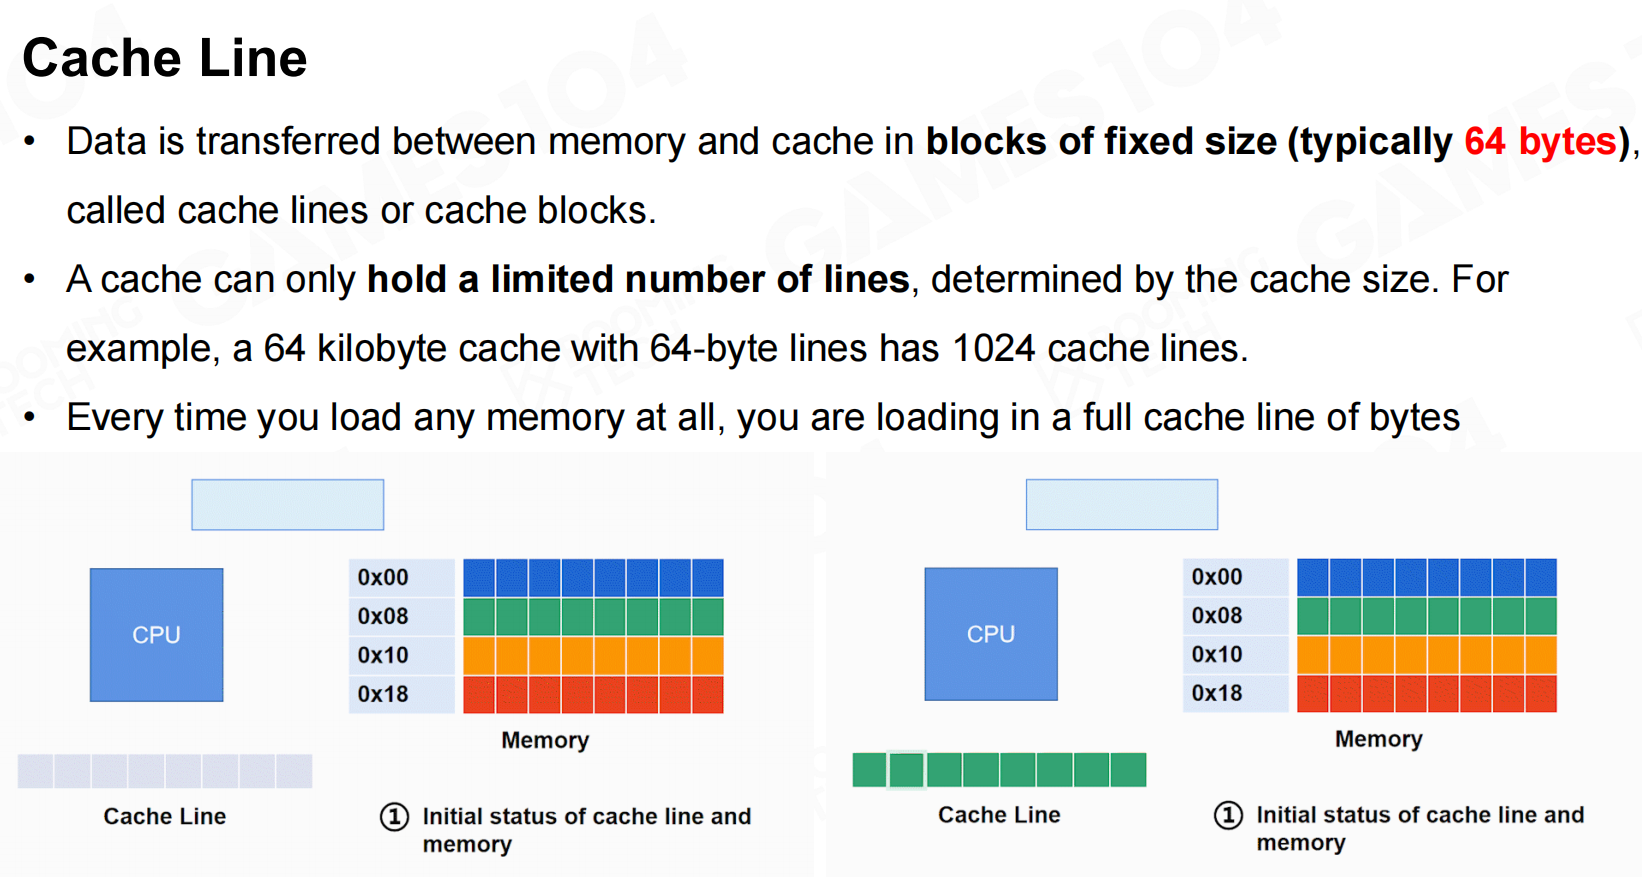 Cache Line
• Data is transferred between memory and cache in blocks of fixed size (typically 64 bytes),
called cache lines or cache blocks.
• A cache can only hold a limited number of lines, determined by the cache size. For
example, a 64 kilobyte cache with 64-byte lines has 1024 cache lines.
• Every time you load any memory at all, you are loading in a full cache line of bytes
CPU
0x00
0x08
0x10
0x18
Memory
Cache Line
① Initial status of cache line and
memory
CPU
0x00
0x08
0x10
0x18
Memory
Cache Line
① Initial status of cache line and
memory
GAMES104
GAMES104